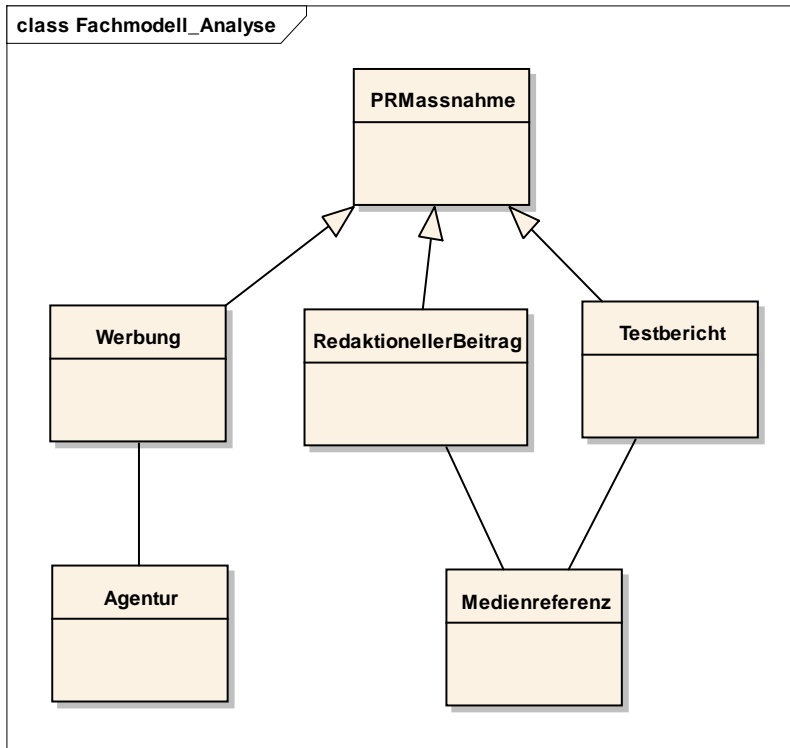 class Fachmodell_Analyse
PRMassnahme
Werbung
RedaktionellerBeitrag
Testbericht
Agentur
Medienreferenz